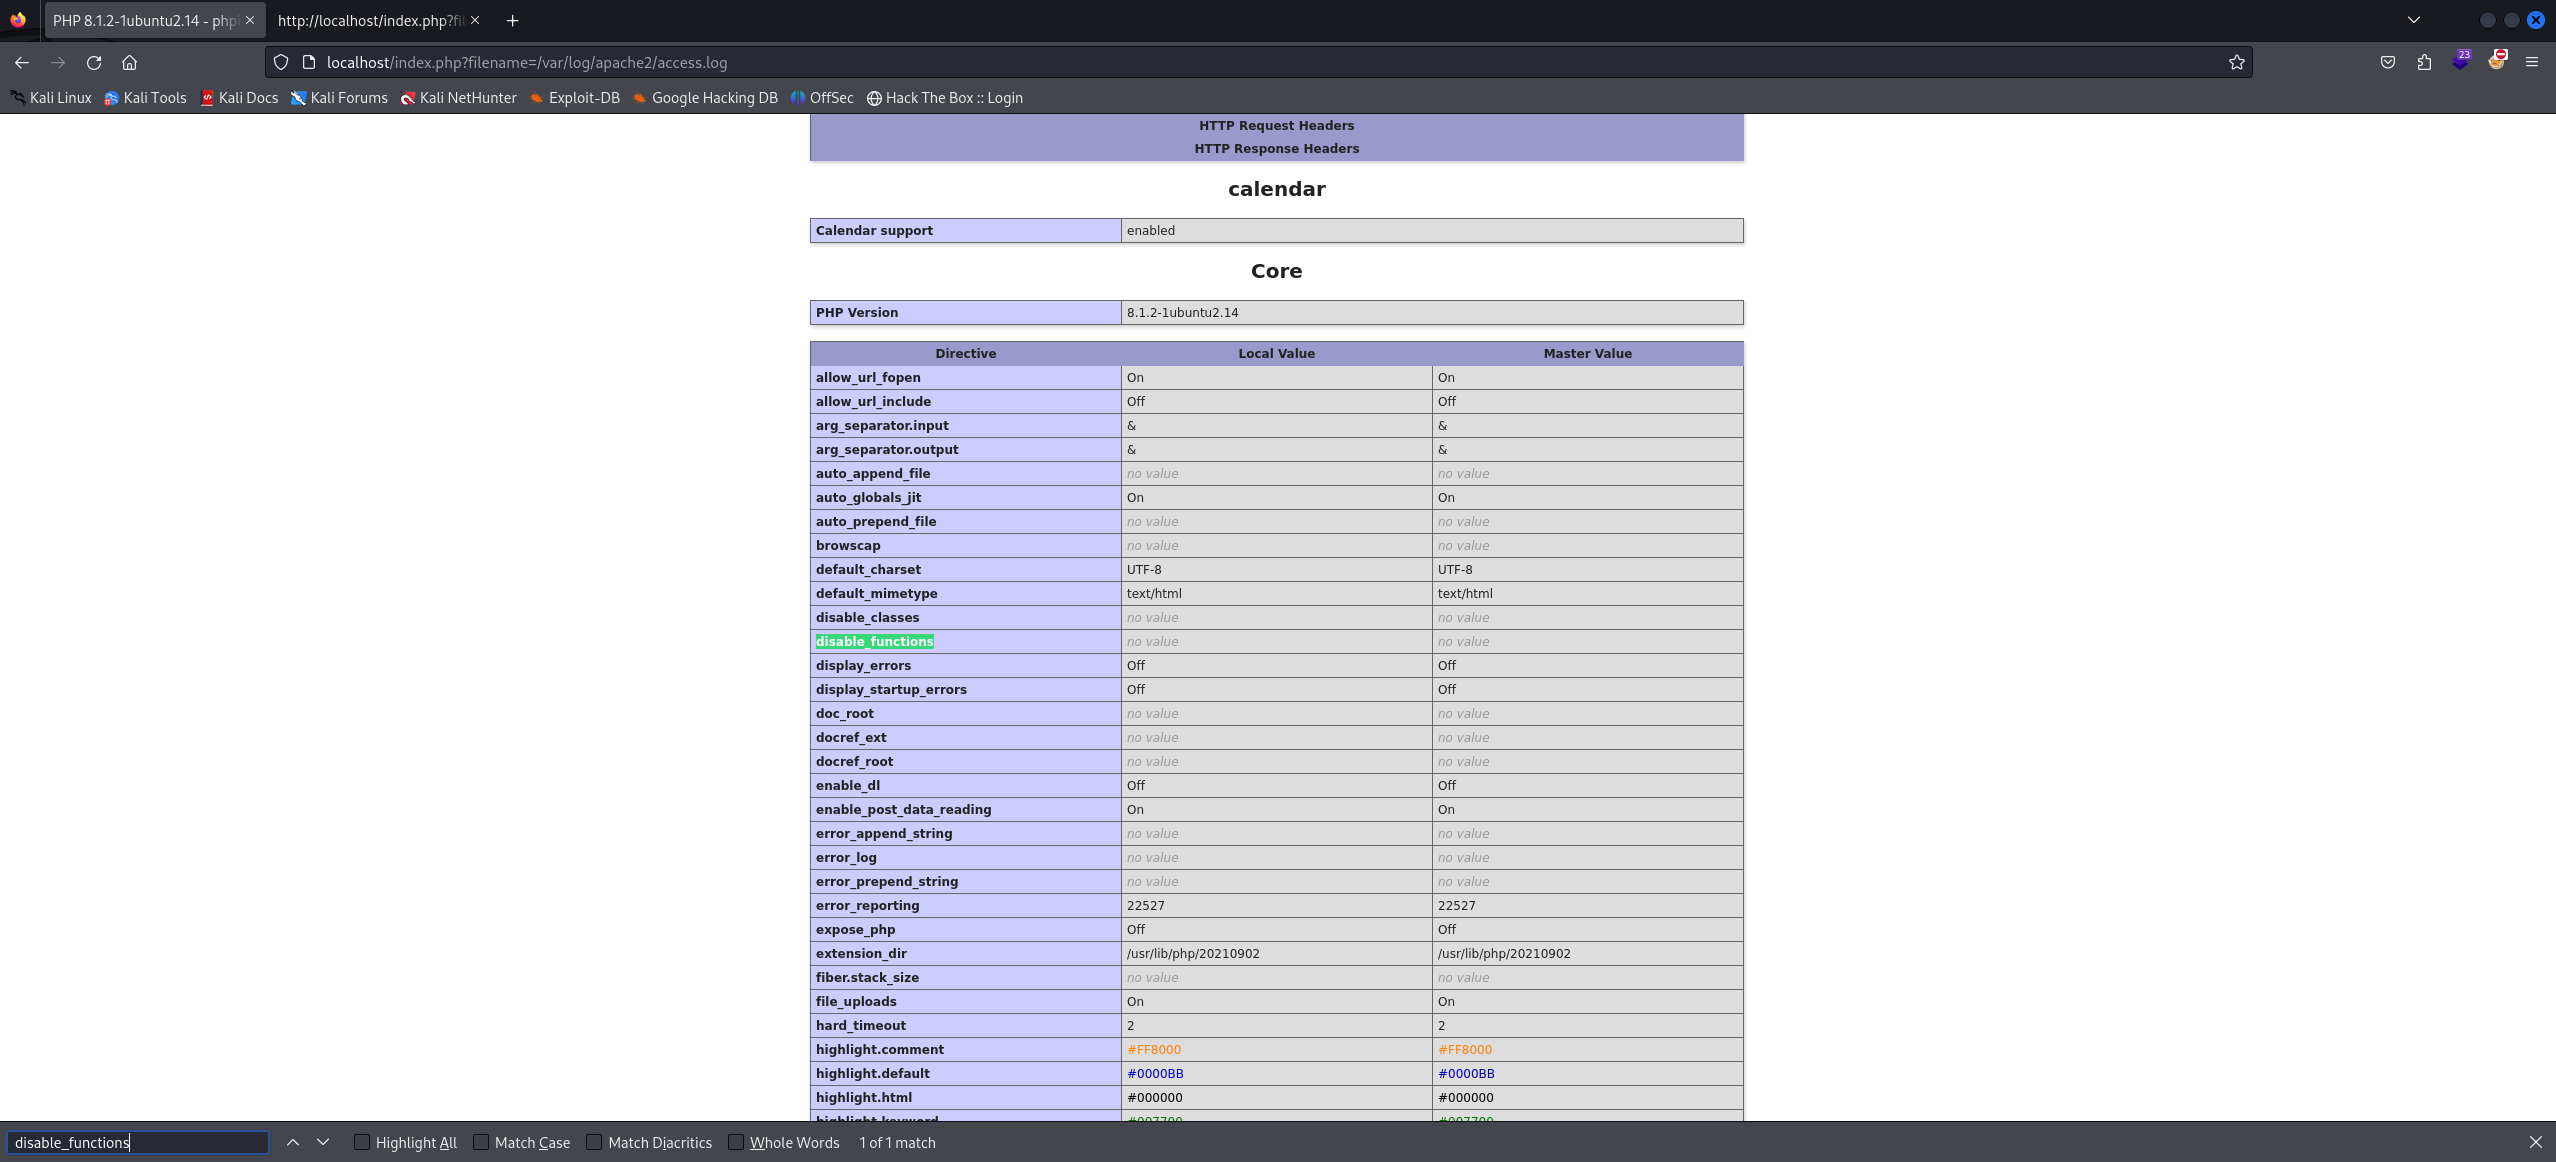 PHP 8.1.2-1ubuntu2.14 - php
http://localhost/index.php?fil
localhost/index.php?filename=/var/log/apache2/access.log
23
Kali Linux Kali Tools Kali Docs Kali Forums Kali NetHunter Exploit-DB Google Hacking DB OffSec Hack The Box :: Login
HTTP Request Headers
HTTP Response Headers
calendar
Calendar support enabled
Core
PHP Version 8.1.2-1ubuntu2.14
Directive Local Value Master Value
allow_url_fopen On On
allow_url_include Off Off
arg_separator.input & &
arg_separator.output & &
auto_append_file no value no value
auto_globals_jit On On
auto_prepend_file no value no value
browscap no value no value
default_charset UTF-8 UTF-8
default_mimetype text/html text/html
disable_classes no value no value
disable_functions no value no value
display_errors Off Off
display_startup_errors Off Off
doc_root no value no value
docref_ext no value no value
docref_root no value no value
enable_dl Off Off
enable_post_data_reading On On
error_append_string no value no value
error_log no value no value
error_prepend_string no value no value
error_reporting 22527 22527
expose_php Off Off
extension_dir /usr/lib/php/20210902 /usr/lib/php/20210902
fiber.stack_size no value no value
file_uploads On On
hard_timeout 2 2
highlight.comment #FF8000 #FF8000
highlight.default #0000BB #0000BB
highlight.html #000000 #000000
highlight.keyword #007700 #007700
disable_functions Highlight All Match Case Match Diacritics Whole Words 1 of 1 match